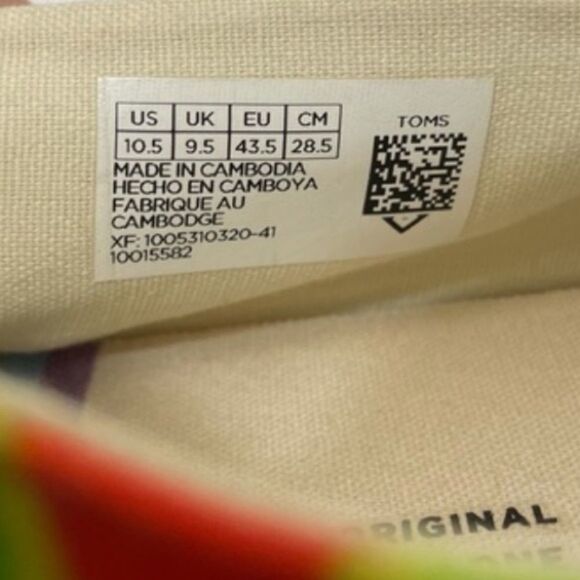 US UK EU CM
10.5 9.5 43.5 28.5
MADE IN CAMBODIA
HECHO EN CAMBOYA
FABRIQUE AU
CAMBODGE
XF: 1005310320-41
10015582
TOMS
ORIGINAL